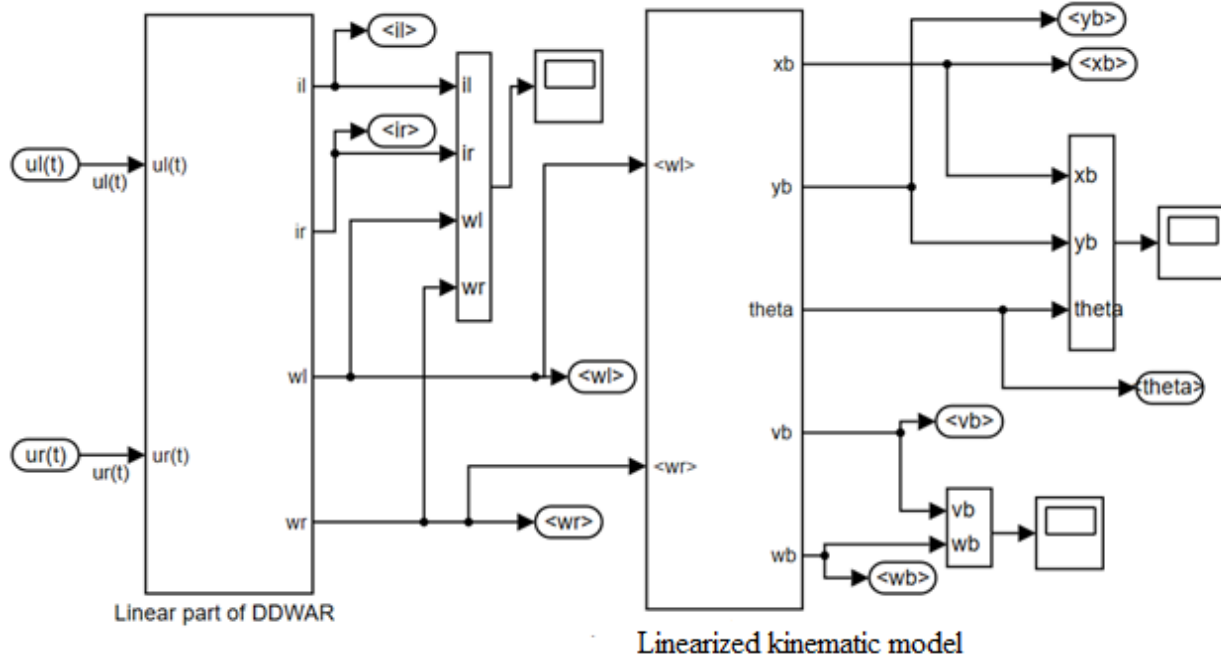 <il>
il
il
<ir>
ir
ul(t)
ul(t)
ul(t)
ir
wl
wr
wl
<wl>
ur(t)
ur(t)
ur(t)
wr
<wr>
Linear part of DDWAR
<yb>
xb
<xb>
<wl>
yb
xb
yb
theta
theta
<theta>
vb
<vb>
<wr>
vb
wb
wb
<wb>
Linearized kinematic model